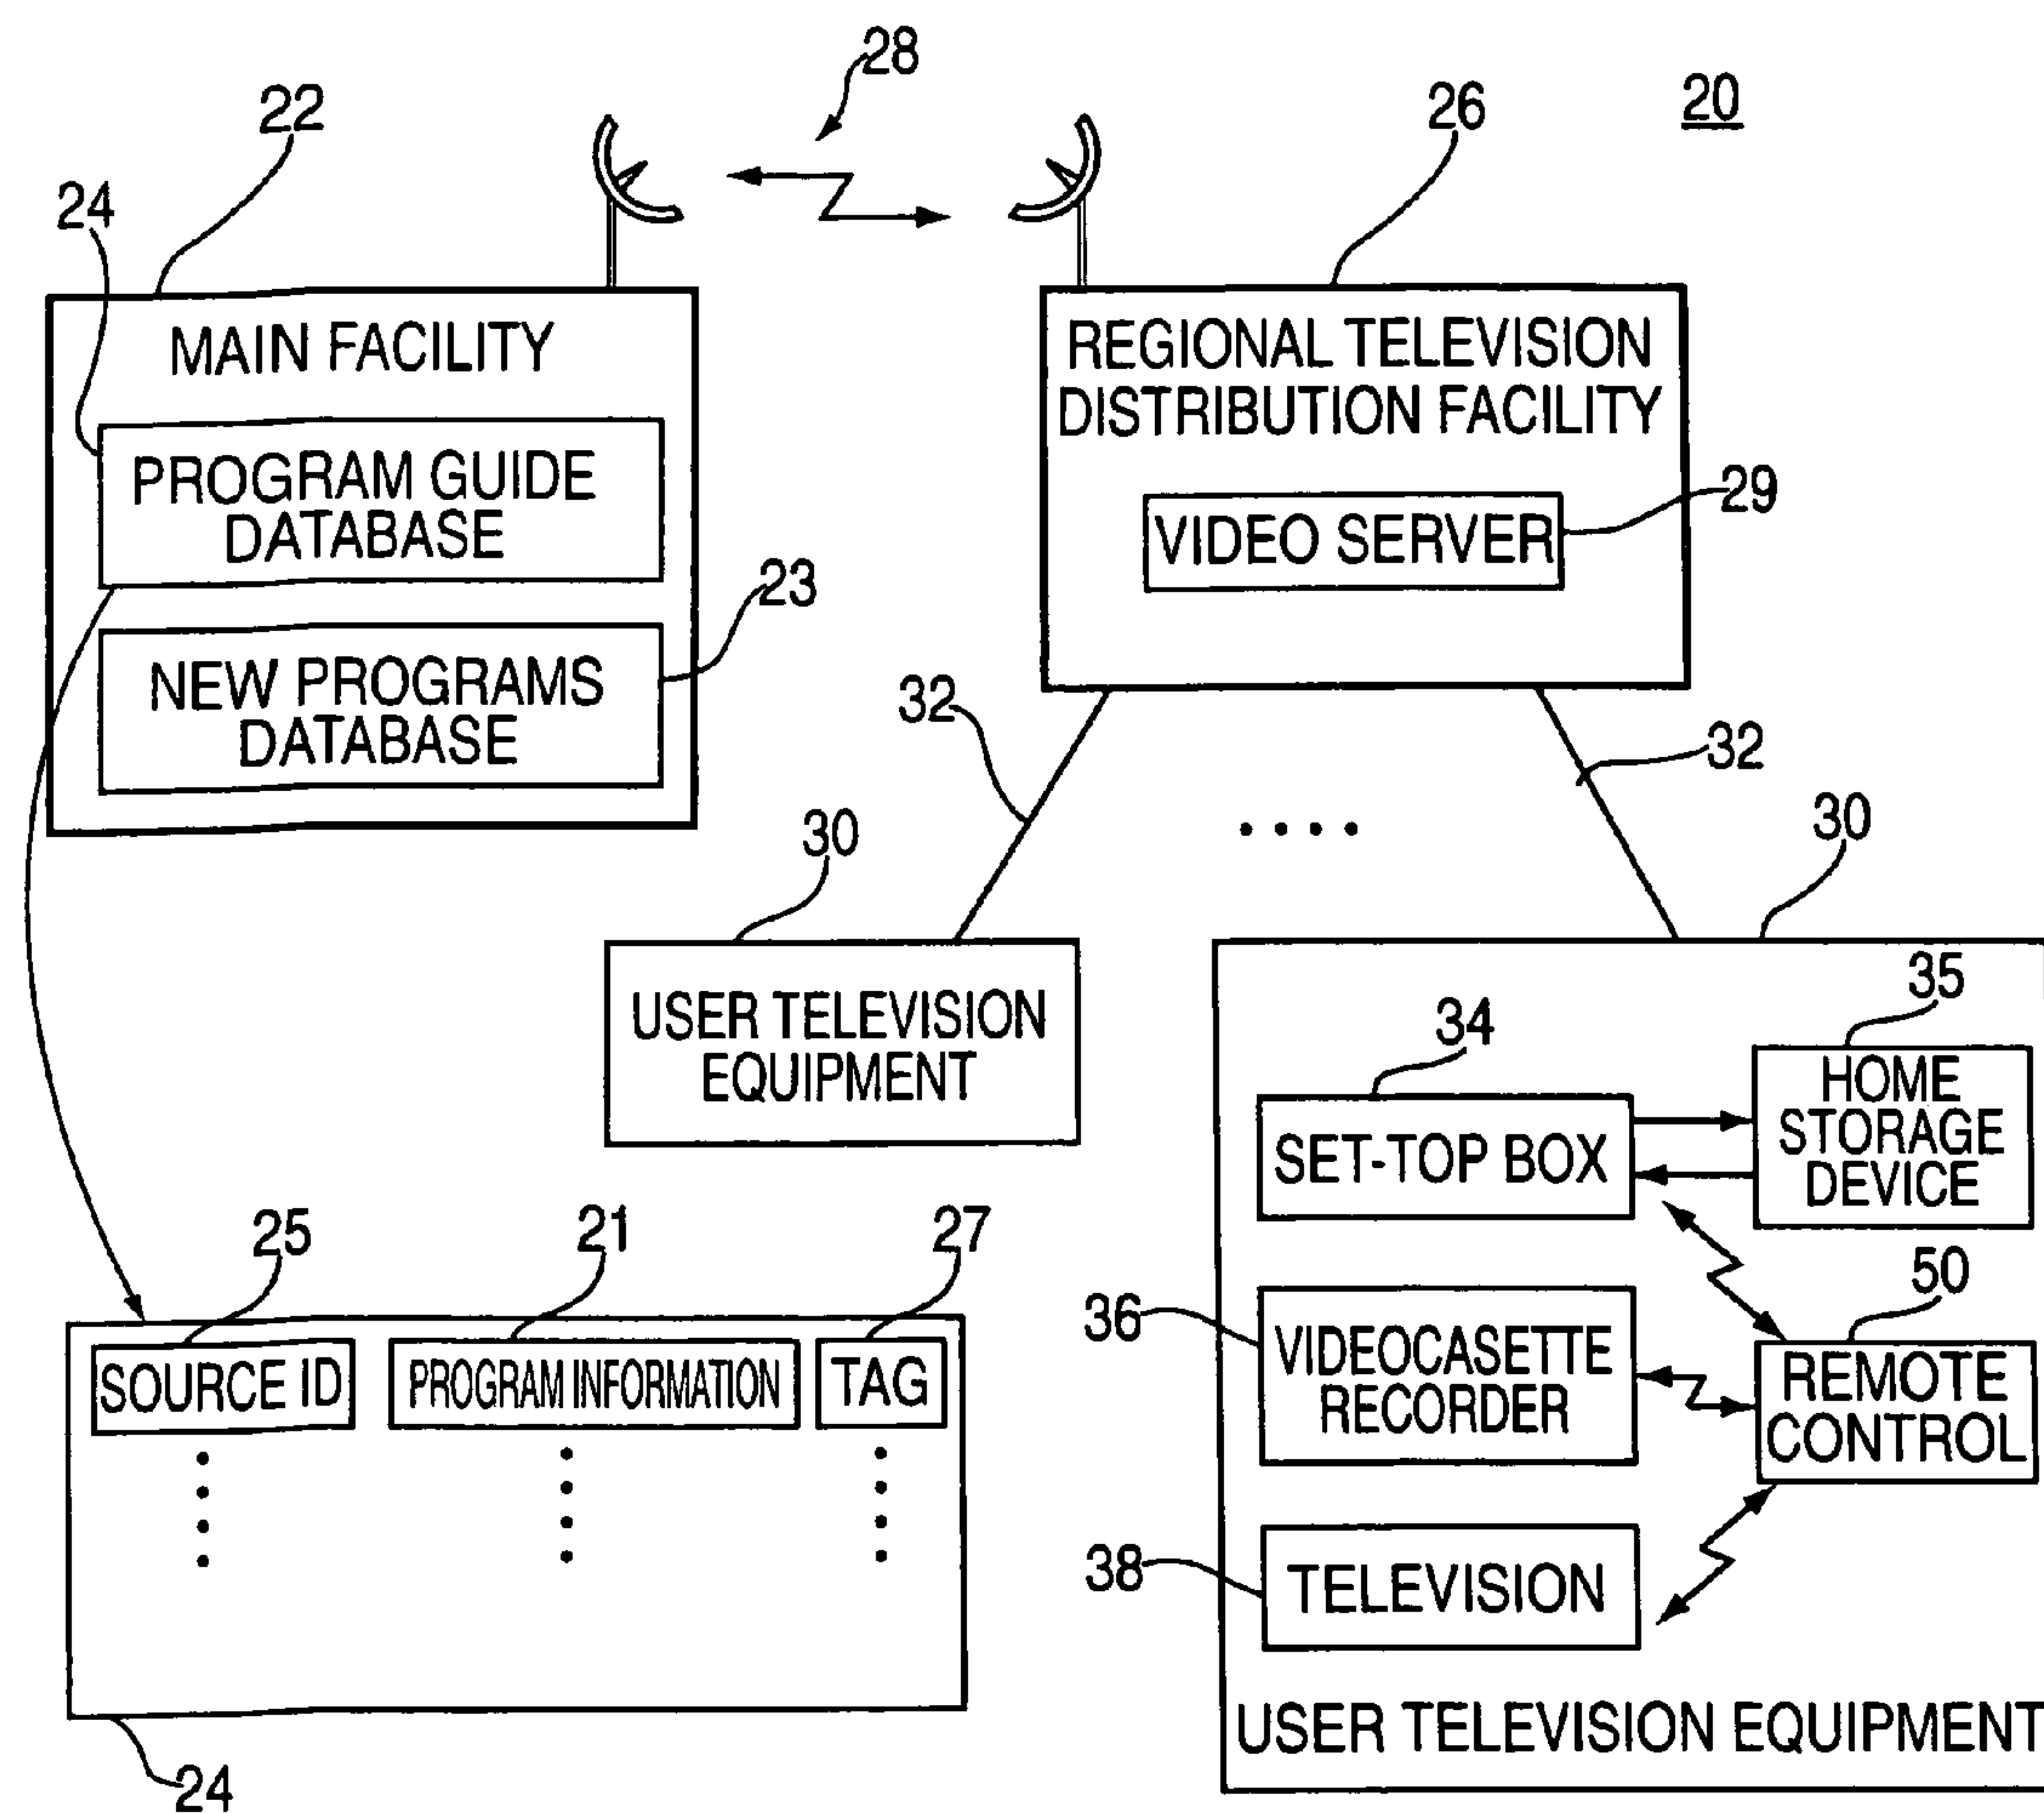 28
20
22
26
24
MAIN FACILITY
PROGRAM GUIDE
DATABASE
23
NEW PROGRAMS
DATABASE
REGIONAL TELEVISION
DISTRIBUTION FACILITY
29
VIDEO SERVER
32
32
30
USER TELEVISION
EQUIPMENT
30
35
34
HOME
STORAGE
DEVICE
SET-TOP BOX
36
VIDEOCASETTE
RECORDER
50
REMOTE
CONTROL
38
TELEVISION
USER TELEVISION EQUIPMENT
25
21
27
SOURCE ID
PROGRAM INFORMATION
TAG
24